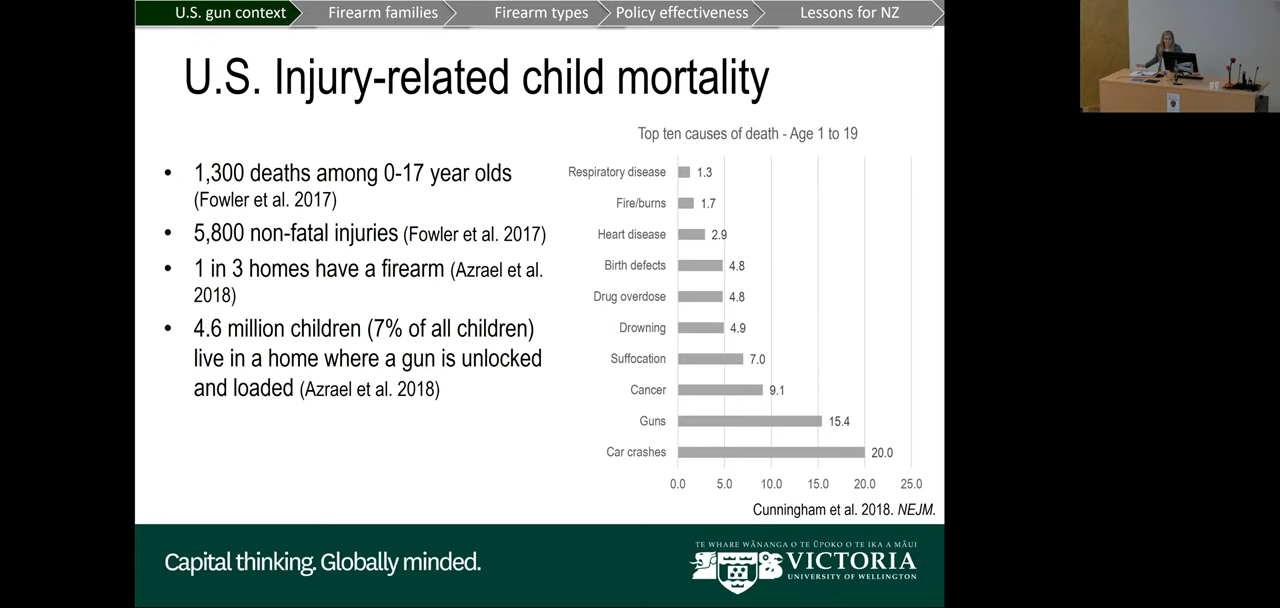 U.S. gun context
Firearm families
Firearm types
Policy effectiveness
Lessons for NZ
U.S. Injury-related child mortality
• 1,300 deaths among 0-17 year olds
(Fowler et al. 2017)
• 5,800 non-fatal injuries (Fowler et al. 2017)
• 1 in 3 homes have a firearm (Azrael et al.
2018)
• 4.6 million children (7% of all children)
live in a home where a gun is unlocked
and loaded (Azrael et al. 2018)
Top ten causes of death - Age 1 to 19
Respiratory disease 1.3
Fire/burns 1.7
Heart disease 2.9
Birth defects 4.8
Drug overdose 4.8
Drowning 4.9
Suffocation 7.0
Cancer 9.1
Guns 15.4
Car crashes 20.0
0.0 5.0 10.0 15.0 20.0 25.0
Cunningham et al. 2018. NEJM.
Capital thinking. Globally minded.
TE WHARE WĀNANGA O TE ŪPOKO O TE IKA A MĀUI
VICTORIA
UNIVERSITY OF WELLINGTON